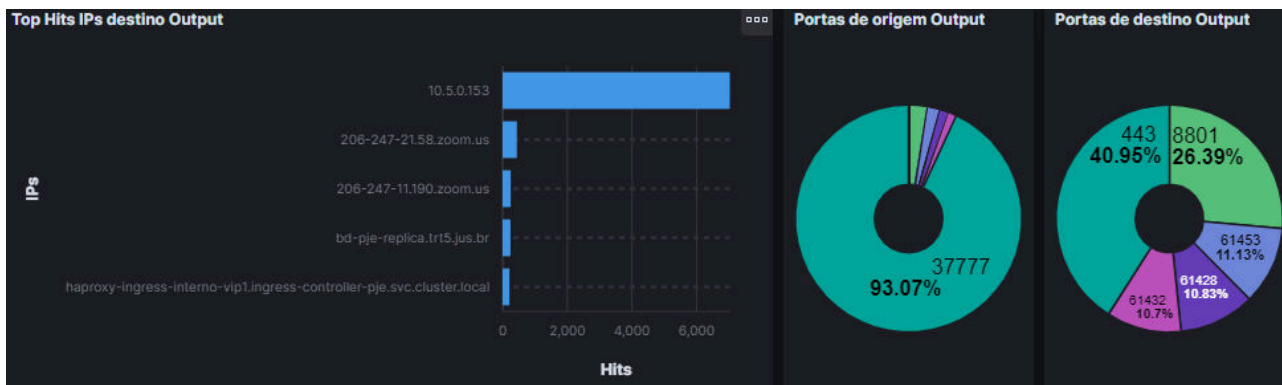 Top Hits IPs destino Output
IPs
10.5.0.153
206-247-21.58.zoom.us
206-247-11.190.zoom.us
bd-pje-replica.trt5.jus.br
haproxy-ingress-interno-vip1.ingress-controller-pje.svc.cluster.local
0 2,000 4,000 6,000
Hits
Portas de origem Output
37777
93.07%
Portas de destino Output
443
40.95%
8801
26.39%
61453
11.13%
61428
10.83%
61432
10.7%